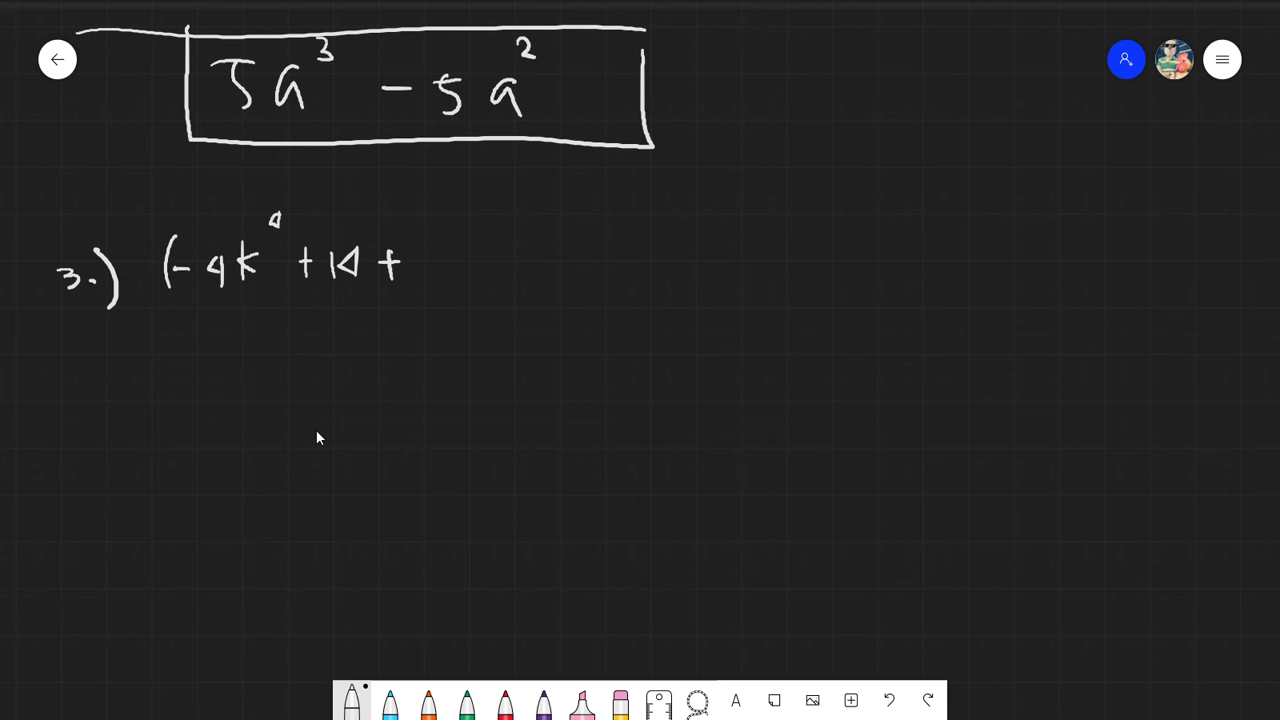 5a³ - 5a²
3.) (-4k⁴ + 14 +
A